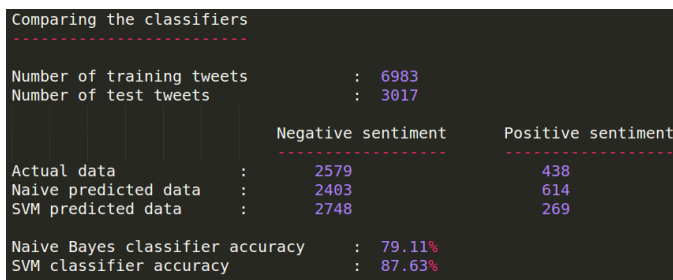 Comparing the classifiers
-------------------------
Number of training tweets : 6983
Number of test tweets : 3017
Negative sentiment Positive sentiment
------------------ ------------------
Actual data : 2579 438
Naive predicted data : 2403 614
SVM predicted data : 2748 269
Naive Bayes classifier accuracy : 79.11%
SVM classifier accuracy : 87.63%